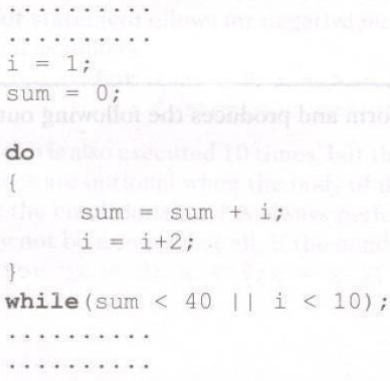 . . . . . . . . . .
. . . . . . . . . .
i = 1;
sum = 0;
do
{
sum = sum + i;
i = i+2;
}
while(sum < 40 || i < 10);
. . . . . . . . . .
. . . . . . . . . .